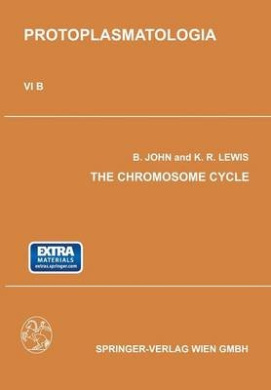 PROTOPLASMATOLOGIA
VI B
B. JOHN and K. R. LEWIS
THE CHROMOSOME CYCLE
EXTRA
MATERIALS
extras.springer.com
SPRINGER-VERLAG WIEN GMBH